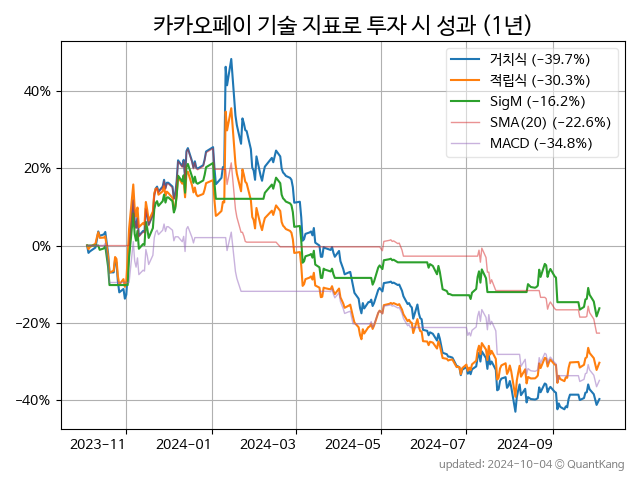 카카오페이 기술 지표로 투자 시 성과 (1년)
거치식 (−39.7%)
적립식 (−30.3%)
SigM (−16.2%)
SMA(20) (−22.6%)
MACD (−34.8%)
40%
20%
0%
−20%
−40%
2023−11 2024−01 2024−03 2024−05 2024−07 2024−09
updated: 2024-10-04 © QuantKang